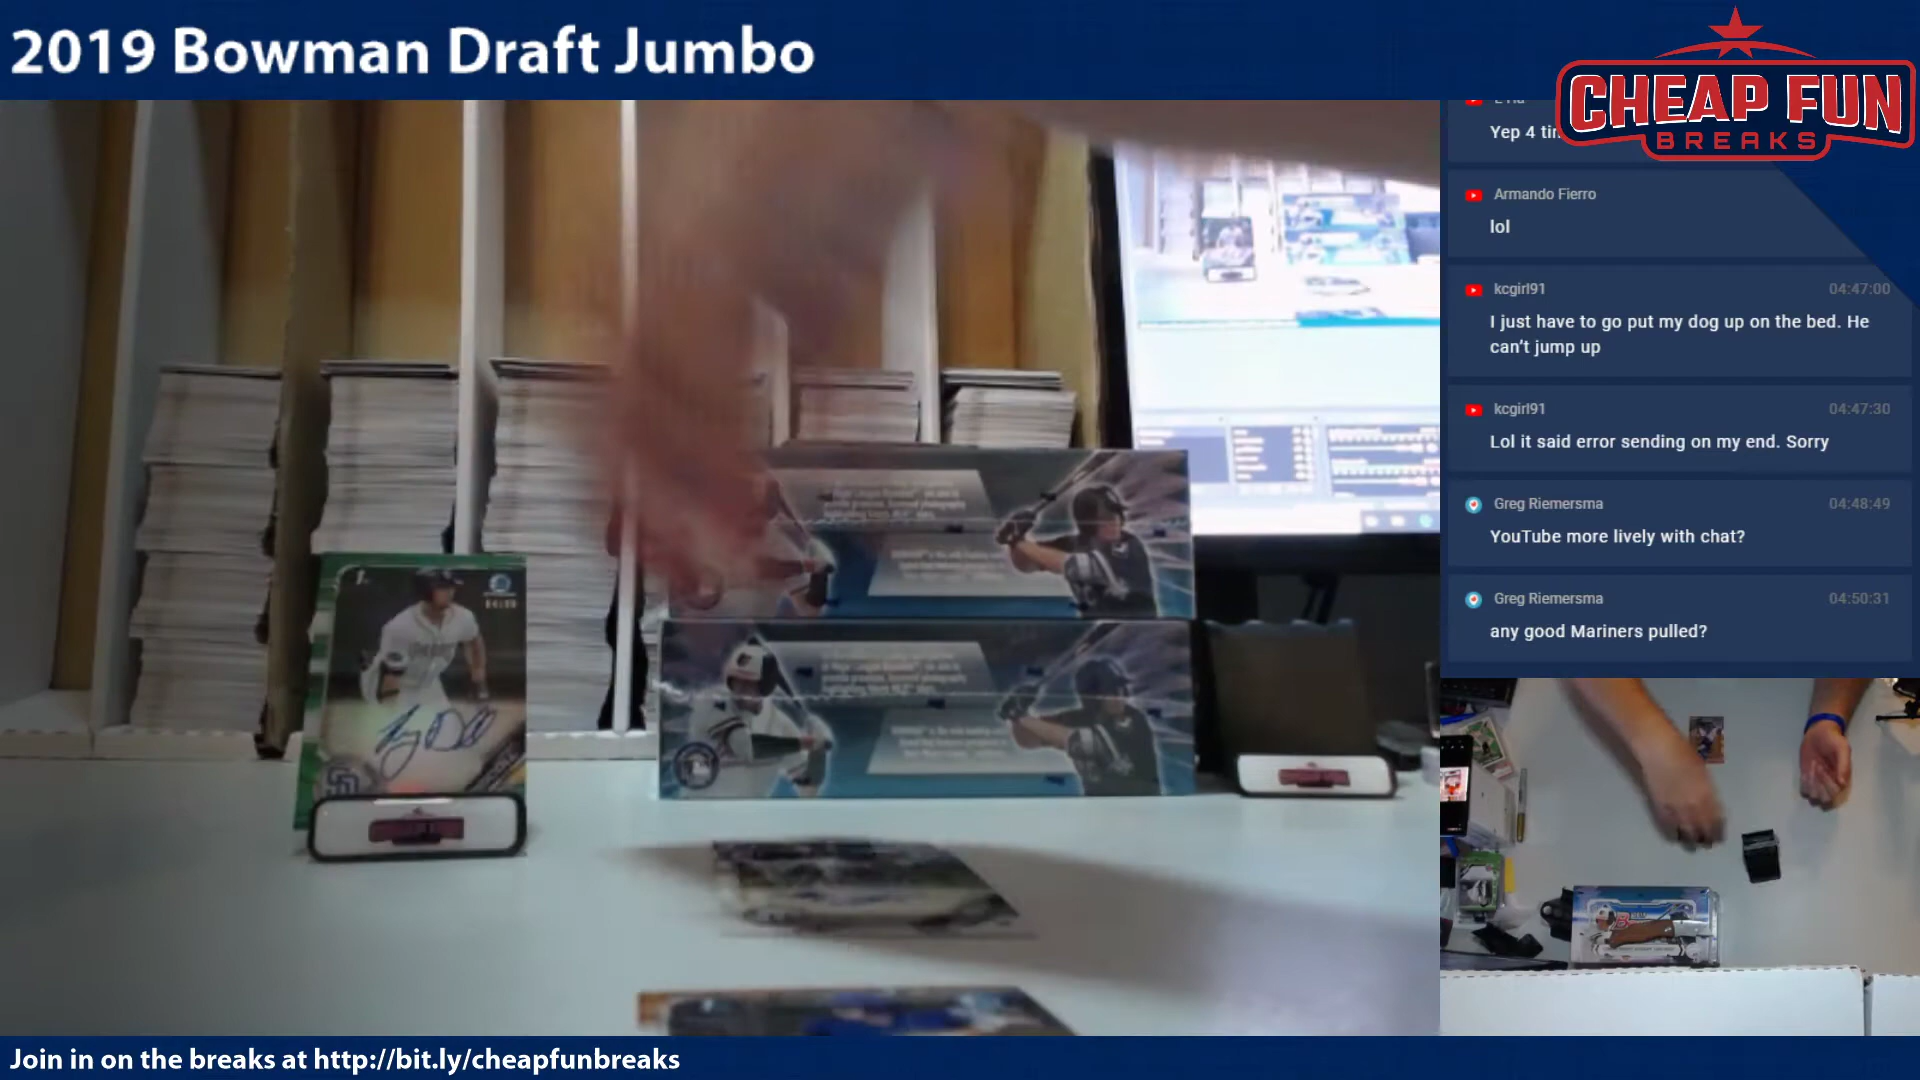 2019 Bowman Draft Jumbo
CHEAP FUN
BREAKS
Yep 4
Armando Fierro
lol
kcgirl91 04:47:00
I just have to go put my dog up on the bed. He
can't jump up
kcgirl91 04:47:30
Lol it said error sending on my end. Sorry
Greg Riemersma 04:48:49
YouTube more lively with chat?
Greg Riemersma 04:50:31
any good Mariners pulled?
Join in on the breaks at http://bit.ly/cheapfunbreaks